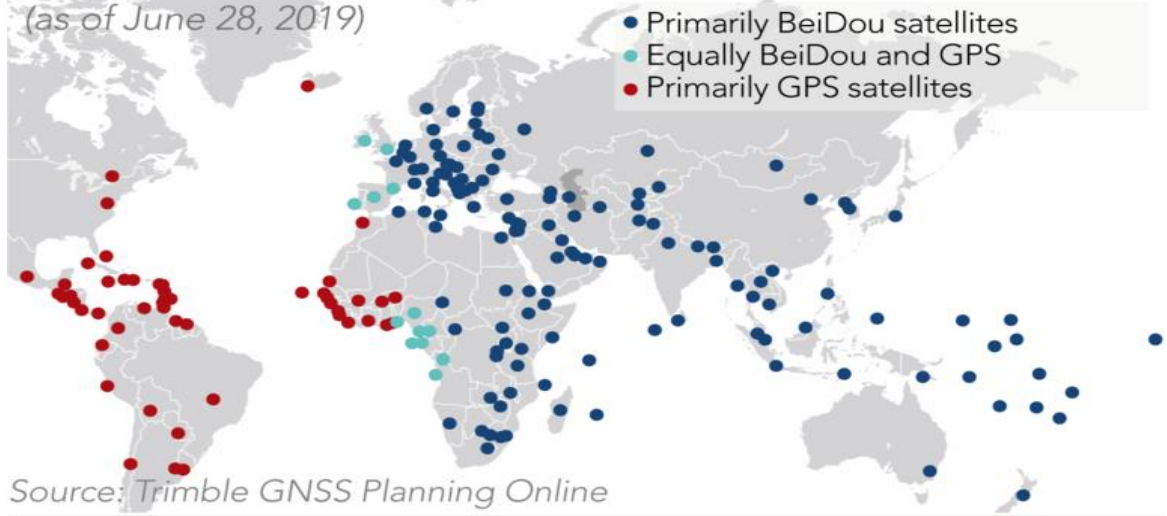 (as of June 28, 2019)
Primarily BeiDou satellites
Equally BeiDou and GPS
Primarily GPS satellites
Source: Trimble GNSS Planning Online